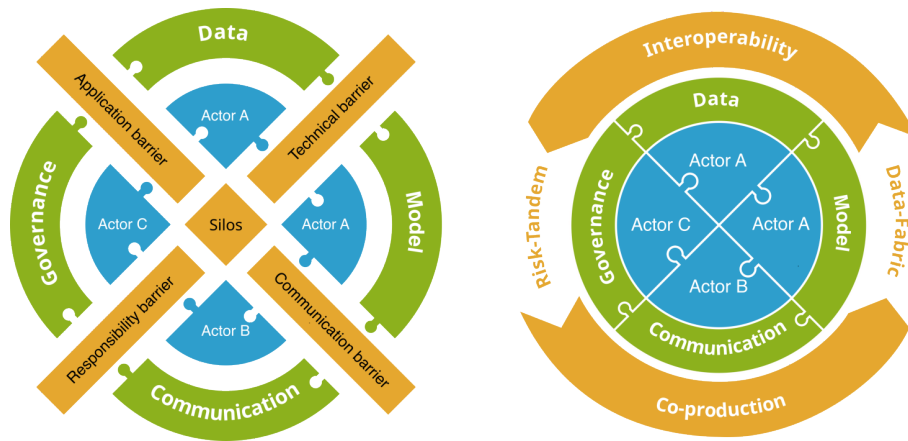 Data
Application barrier
Actor A
Technical barrier
Governance
Actor C
Silos
Actor A
Model
Responsibility barrier
Actor B
Communication barrier
Communication
Interoperability
Data
Actor A
Risk-Tandem
Governance
Actor C
Actor A
Model
Data-Fabric
Actor B
Communication
Co-production